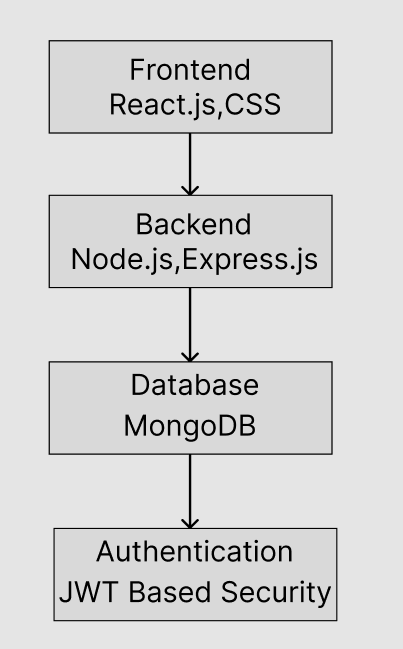 Frontend
React.js,CSS
Backend
Node.js,Express.js
Database
MongoDB
Authentication
JWT Based Security